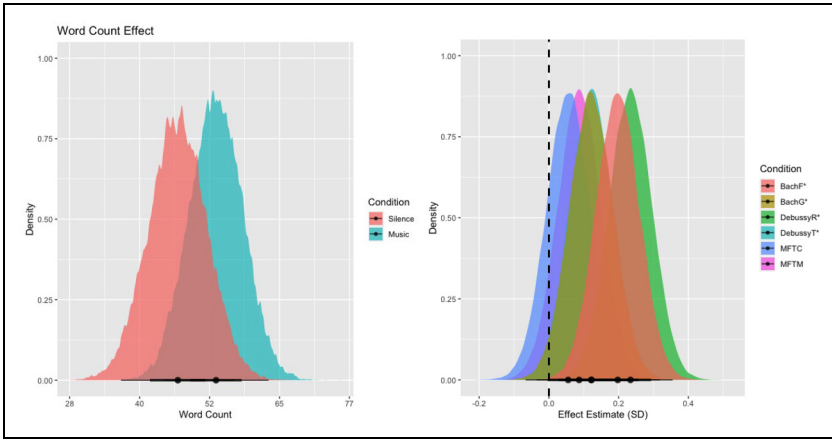 Word Count Effect
1.00
0.75
0.50
0.25
0.00
Density
28 40 52 65 77
Word Count
Condition
Silence
Music
1.00
0.75
0.50
0.25
0.00
Density
-0.2 0.0 0.2 0.4
Effect Estimate (SD)
Condition
BachF*
BachG*
DebussyR*
DebussyT*
MFTC
MFTM